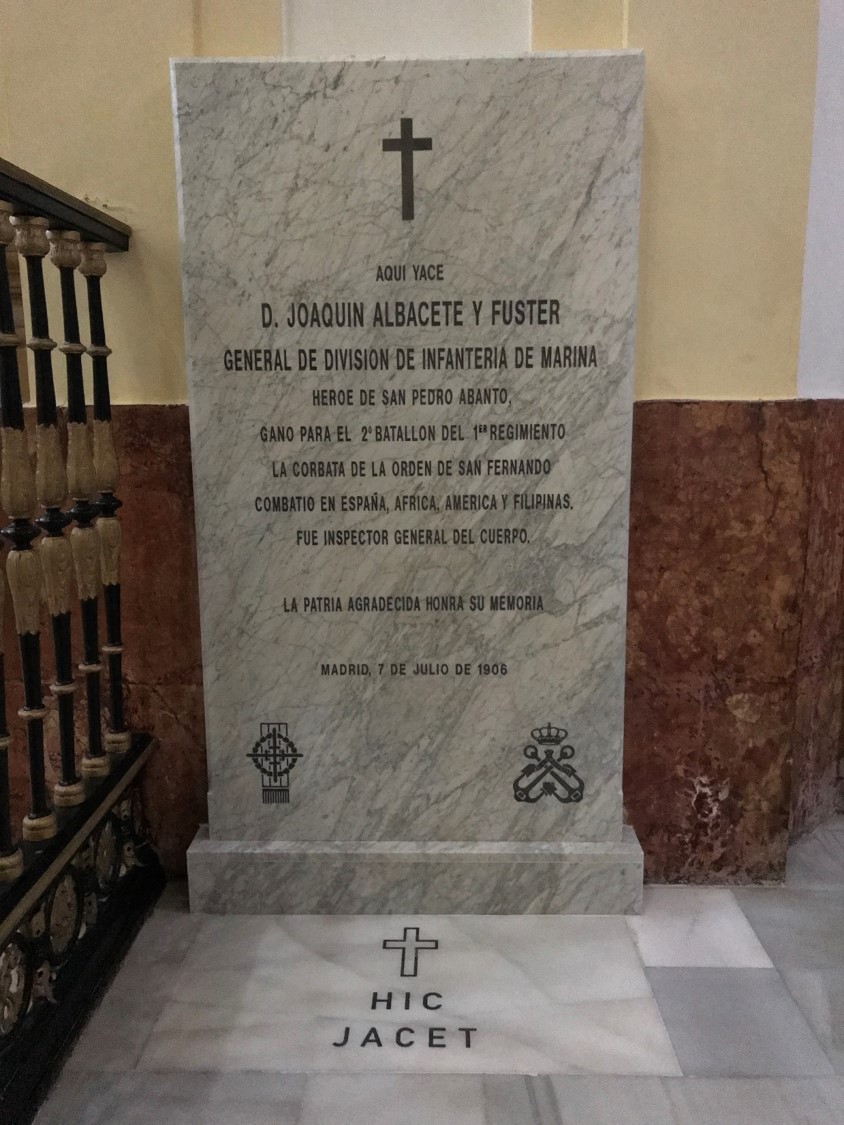 AQUI YACE
D. JOAQUIN ALBACETE Y FUSTER
GENERAL DE DIVISION DE INFANTERIA DE MARINA
HEROE DE SAN PEDRO ABANTO,
GANO PARA EL 2º BATALLON DEL 1ER REGIMIENTO
LA CORBATA DE LA ORDEN DE SAN FERNANDO
COMBATIO EN ESPAÑA, AFRICA, AMERICA Y FILIPINAS.
FUE INSPECTOR GENERAL DEL CUERPO.
LA PATRIA AGRADECIDA HONRA SU MEMORIA
MADRID, 7 DE JULIO DE 1906
HIC
JACET